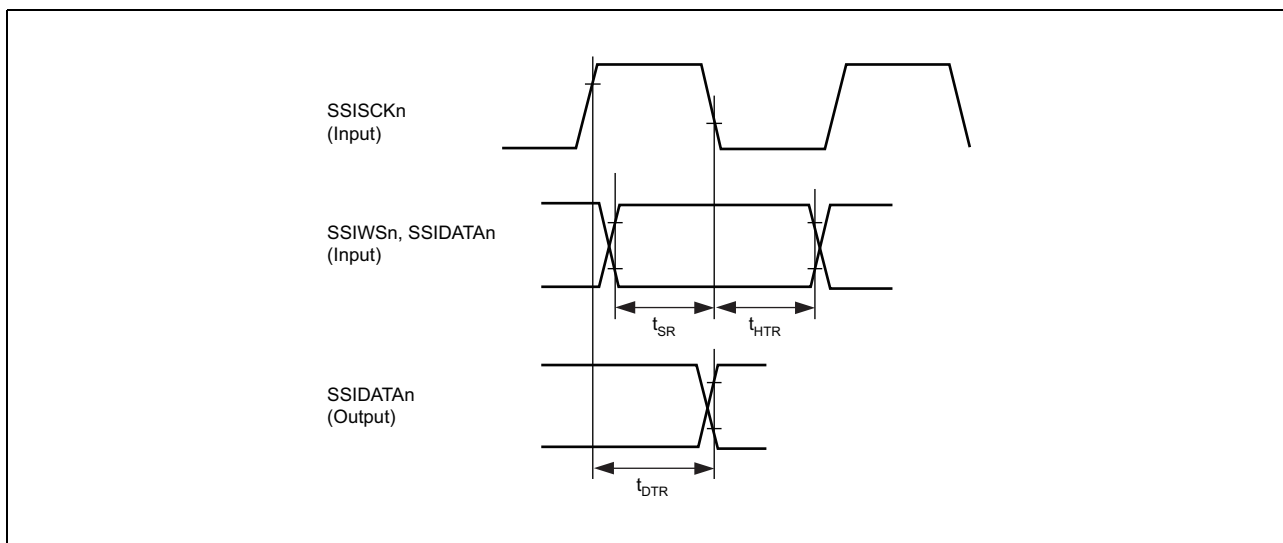 SSISCKn
(Input)
SSIWSn, SSIDATAn
(Input)
tSR
tHTR
SSIDATAn
(Output)
tDTR